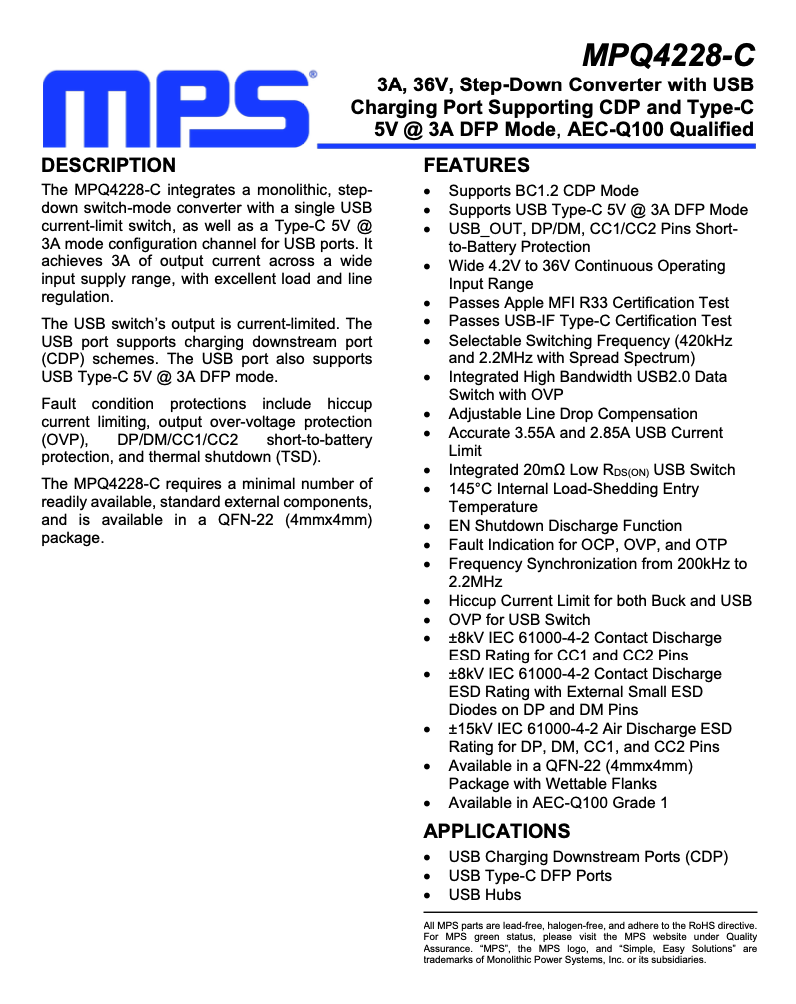 MPQ4228-C
3A, 36V, Step-Down Converter with USB
Charging Port Supporting CDP and Type-C
5V @ 3A DFP Mode, AEC-Q100 Qualified
MPS®
DESCRIPTION
The MPQ4228-C integrates a monolithic, step-
down switch-mode converter with a single USB
current-limit switch, as well as a Type-C 5V @
3A mode configuration channel for USB ports. It
achieves 3A of output current across a wide
input supply range, with excellent load and line
regulation.
The USB switch’s output is current-limited. The
USB port supports charging downstream port
(CDP) schemes. The USB port also supports
USB Type-C 5V @ 3A DFP mode.
Fault condition protections include hiccup
current limiting, output over-voltage protection
(OVP), DP/DM/CC1/CC2 short-to-battery
protection, and thermal shutdown (TSD).
The MPQ4228-C requires a minimal number of
readily available, standard external components,
and is available in a QFN-22 (4mmx4mm)
package.
FEATURES
• Supports BC1.2 CDP Mode
• Supports USB Type-C 5V @ 3A DFP Mode
• USB_OUT, DP/DM, CC1/CC2 Pins Short-
to-Battery Protection
• Wide 4.2V to 36V Continuous Operating
Input Range
• Passes Apple MFI R33 Certification Test
• Passes USB-IF Type-C Certification Test
• Selectable Switching Frequency (420kHz
and 2.2MHz with Spread Spectrum)
• Integrated High Bandwidth USB2.0 Data
Switch with OVP
• Adjustable Line Drop Compensation
• Accurate 3.55A and 2.85A USB Current
Limit
• Integrated 20mΩ Low RDS(ON) USB Switch
• 145°C Internal Load-Shedding Entry
Temperature
• EN Shutdown Discharge Function
• Fault Indication for OCP, OVP, and OTP
• Frequency Synchronization from 200kHz to
2.2MHz
• Hiccup Current Limit for both Buck and USB
• OVP for USB Switch
• ±8kV IEC 61000-4-2 Contact Discharge
ESD Rating for CC1 and CC2 Pins
• ±8kV IEC 61000-4-2 Contact Discharge
ESD Rating with External Small ESD
Diodes on DP and DM Pins
• ±15kV IEC 61000-4-2 Air Discharge ESD
Rating for DP, DM, CC1, and CC2 Pins
• Available in a QFN-22 (4mmx4mm)
Package with Wettable Flanks
• Available in AEC-Q100 Grade 1
APPLICATIONS
• USB Charging Downstream Ports (CDP)
• USB Type-C DFP Ports
• USB Hubs
All MPS parts are lead-free, halogen-free, and adhere to the RoHS directive.
For MPS green status, please visit the MPS website under Quality
Assurance. “MPS”, the MPS logo, and “Simple, Easy Solutions” are
trademarks of Monolithic Power Systems, Inc. or its subsidiaries.